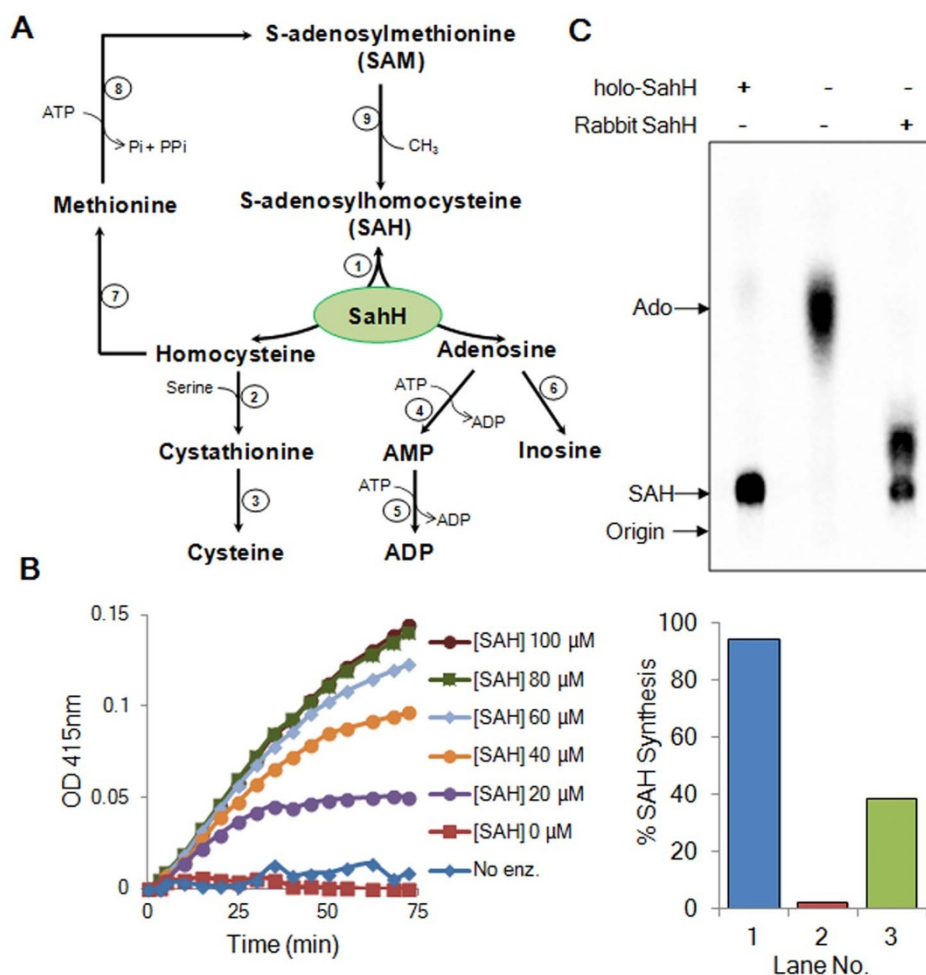 A
S-adenosylmethionine
(SAM)
8
ATP
Pi + PPi
9
CH3
Methionine
S-adenosylhomocysteine
(SAH)
1
7
SahH
Homocysteine
Adenosine
Serine
2
ATP
4
ADP
6
Cystathionine
AMP
Inosine
3
ATP
5
ADP
Cysteine
ADP
B
OD 415nm
0.15
0.1
0.05
0
0
25
50
75
Time (min)
[SAH] 100 µM
[SAH] 80 µM
[SAH] 60 µM
[SAH] 40 µM
[SAH] 20 µM
[SAH] 0 µM
No enz.
C
holo-SahH + - -
Rabbit SahH - - +
Ado
SAH
Origin
% SAH Synthesis
100
80
60
40
20
0
1 2 3
Lane No.